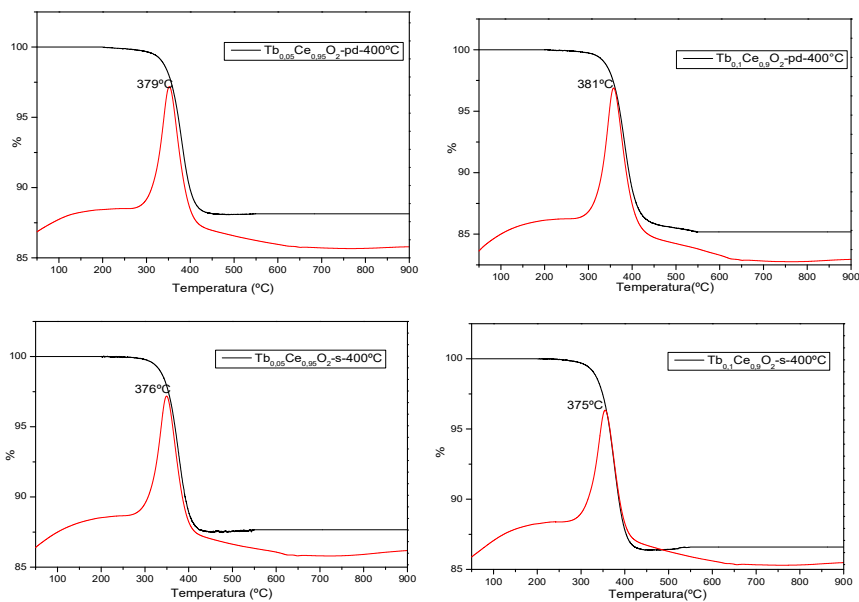 Tb0,05Ce0,95O2-pd-400ºC
100
379ºC
95
%
90
85
100 200 300 400 500 600 700 800 900
Temperatura (ºC)
Tb0,1Ce0,9O2-pd-400°C
100
381ºC
95
%
90
85
100 200 300 400 500 600 700 800 900
Temperatura(ºC)
Tb0,05Ce0,95O2-s-400ºC
100
376ºC
95
%
90
85
100 200 300 400 500 600 700 800 900
Temperatura (ºC)
Tb0,1Ce0,9O2-s-400ºC
100
375ºC
95
%
90
85
100 200 300 400 500 600 700 800 900
Temperatura(ºC)